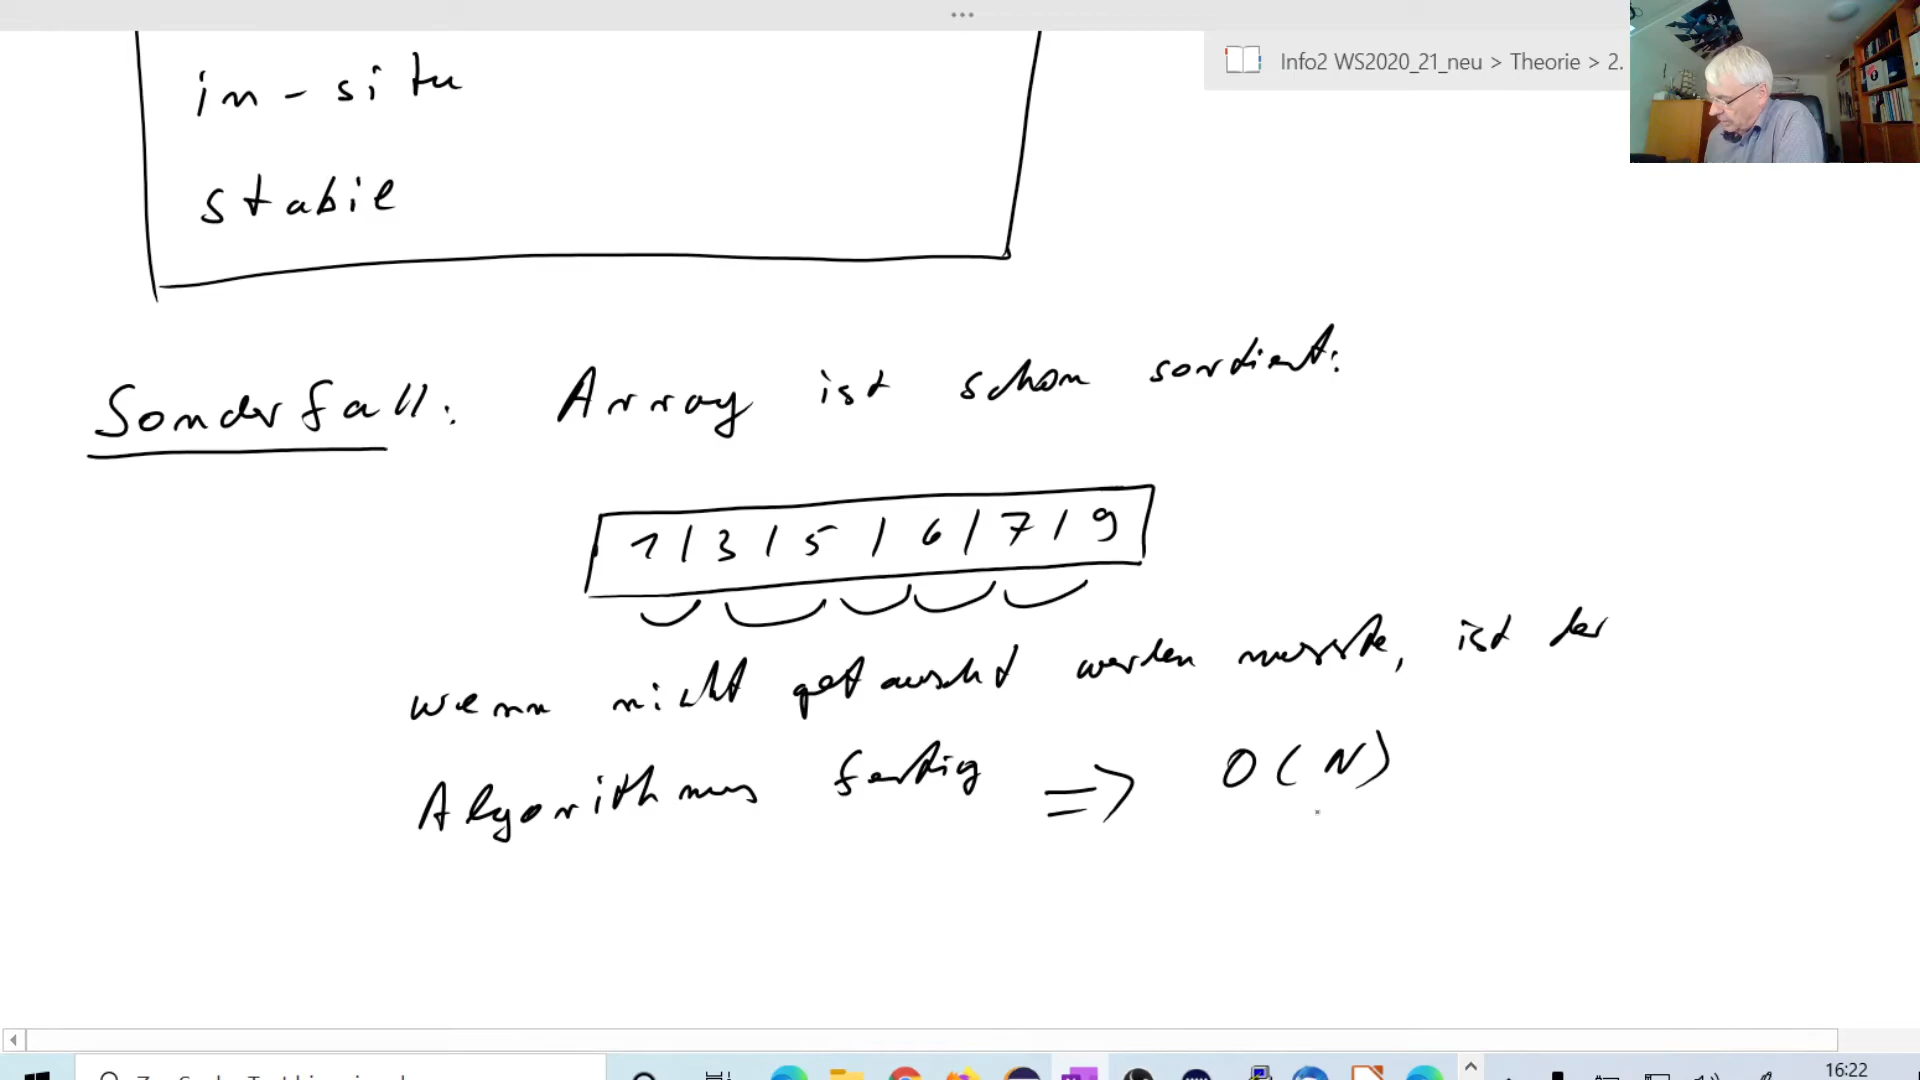 Info2 WS2020_21_neu > Theorie > 2.
in-situ
stabil
Sonderfall: Array ist schon sortiert:
1 | 3 | 5 | 6 | 7 | 9
wenn nicht getauscht werden musste, ist der
Algorithmus fertig => O(N)
16:22